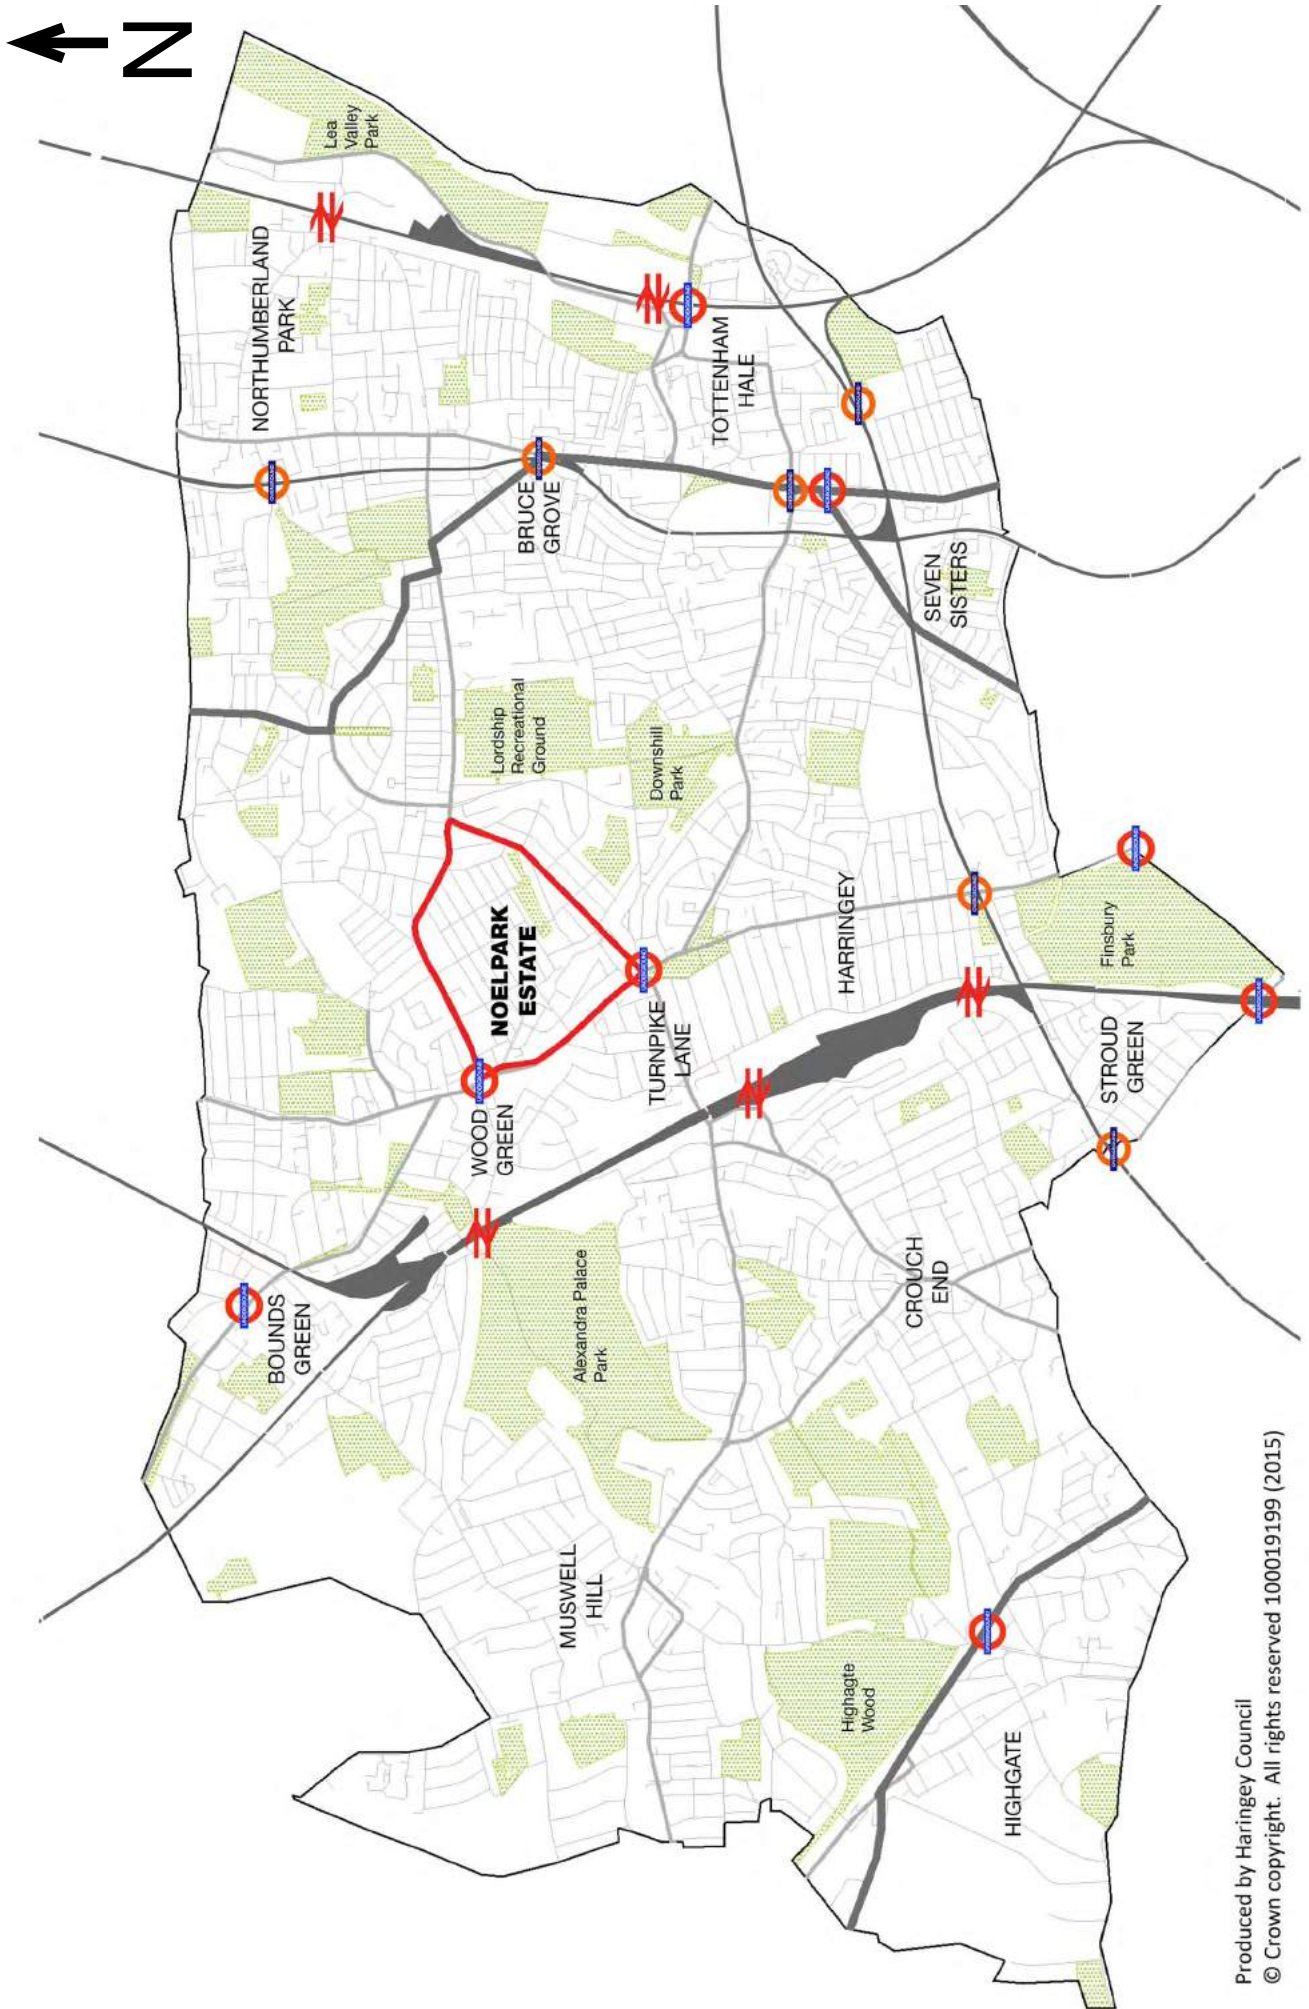 N
Lea
Valley
Park
NORTHUMBERLAND
PARK
BOUNDS
GREEN
WOOD
GREEN
NOELPARK
ESTATE
Lordship
Recreational
Ground
BRUCE
GROVE
MUSWELL
HILL
Alexandra Palace
Park
TURNPIKE
LANE
Downshill
Park
TOTTENHAM
HALE
Highagte
Wood
HARRINGEY
CROUCH
END
SEVEN
SISTERS
HIGHGATE
STROUD
GREEN
Finsbury
Park
Produced by Haringey Council
© Crown copyright. All rights reserved 100019199 (2015)